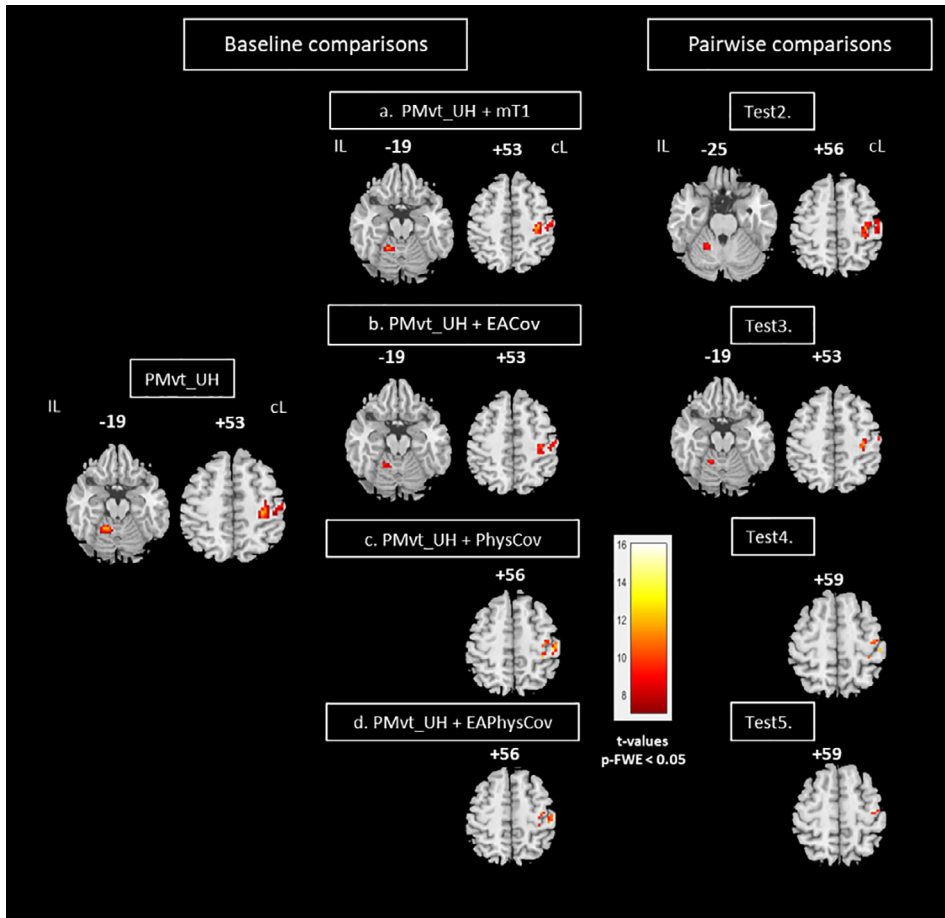 Baseline comparisons
Pairwise comparisons
a. PMvt_UH + mT1
Test2.
IL -19 +53 cL
IL -25 +56 cL
b. PMvt_UH + EACov
Test3.
-19 +53
-19 +53
PMvt_UH
IL -19 +53 cL
c. PMvt_UH + PhysCov
Test4.
+56
+59
16
14
12
10
8
t-values
p-FWE < 0.05
d. PMvt_UH + EAPhysCov
Test5.
+56
+59